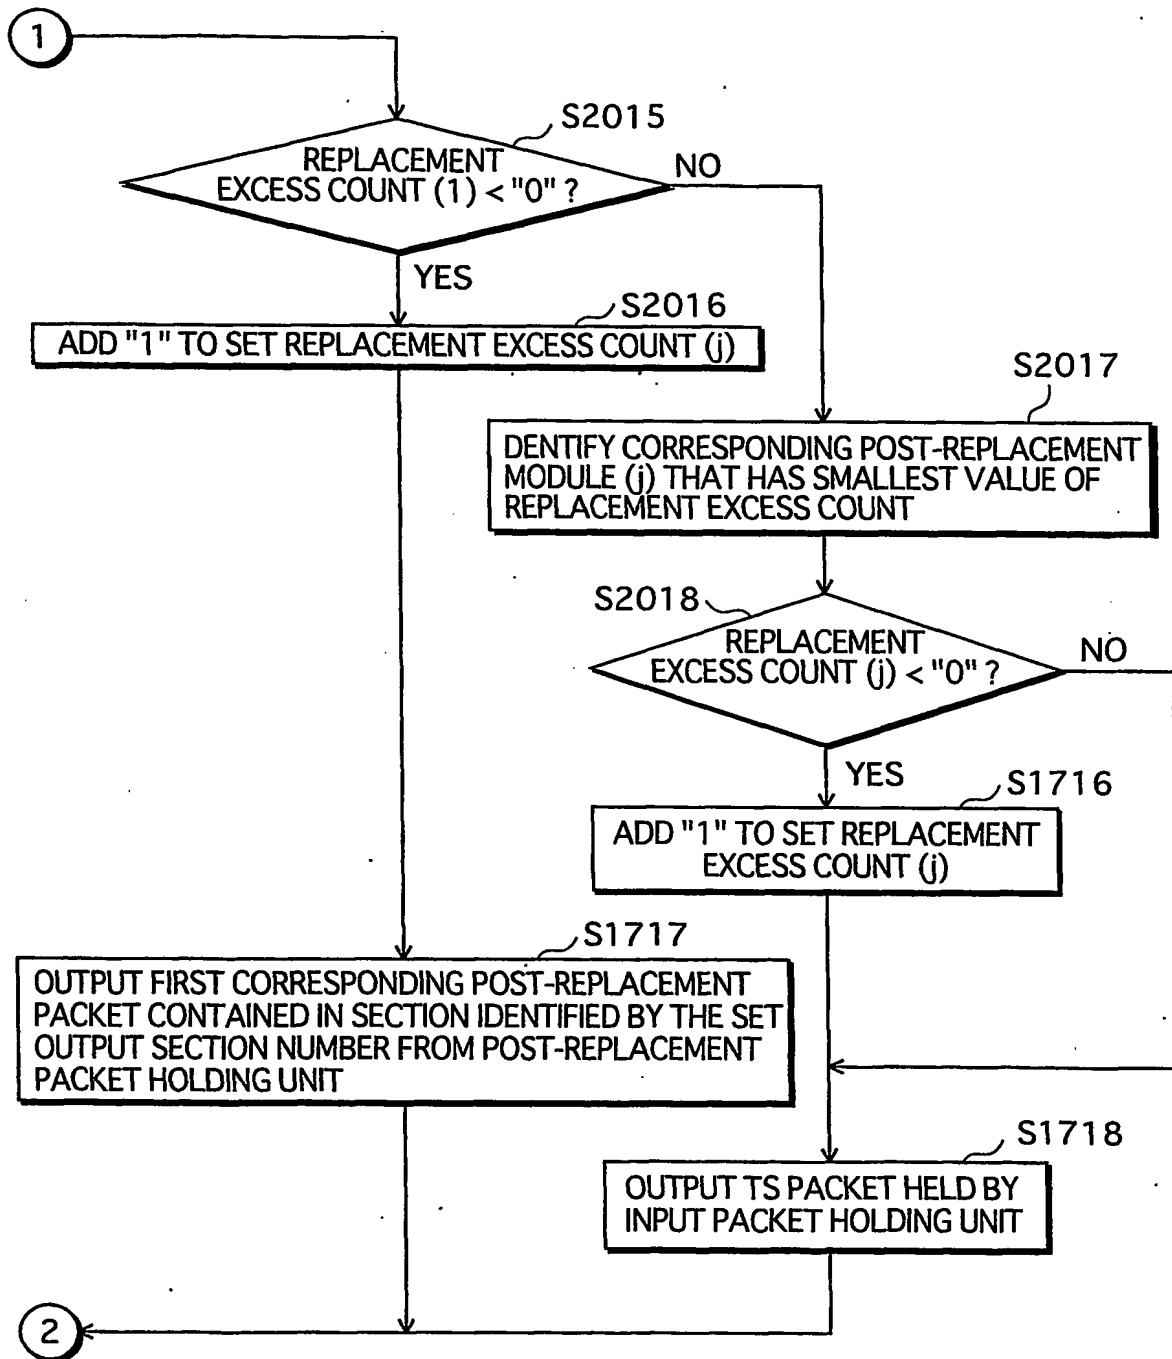 1
S2015
REPLACEMENT
EXCESS COUNT (1) < "0" ?
NO
YES
S2016
ADD "1" TO SET REPLACEMENT EXCESS COUNT (j)
S2017
DENTIFY CORRESPONDING POST-REPLACEMENT
MODULE (j) THAT HAS SMALLEST VALUE OF
REPLACEMENT EXCESS COUNT
S2018
REPLACEMENT
EXCESS COUNT (j) < "0" ?
NO
YES
S1716
ADD "1" TO SET REPLACEMENT
EXCESS COUNT (j)
S1717
OUTPUT FIRST CORRESPONDING POST-REPLACEMENT
PACKET CONTAINED IN SECTION IDENTIFIED BY THE SET
OUTPUT SECTION NUMBER FROM POST-REPLACEMENT
PACKET HOLDING UNIT
S1718
OUTPUT TS PACKET HELD BY
INPUT PACKET HOLDING UNIT
2